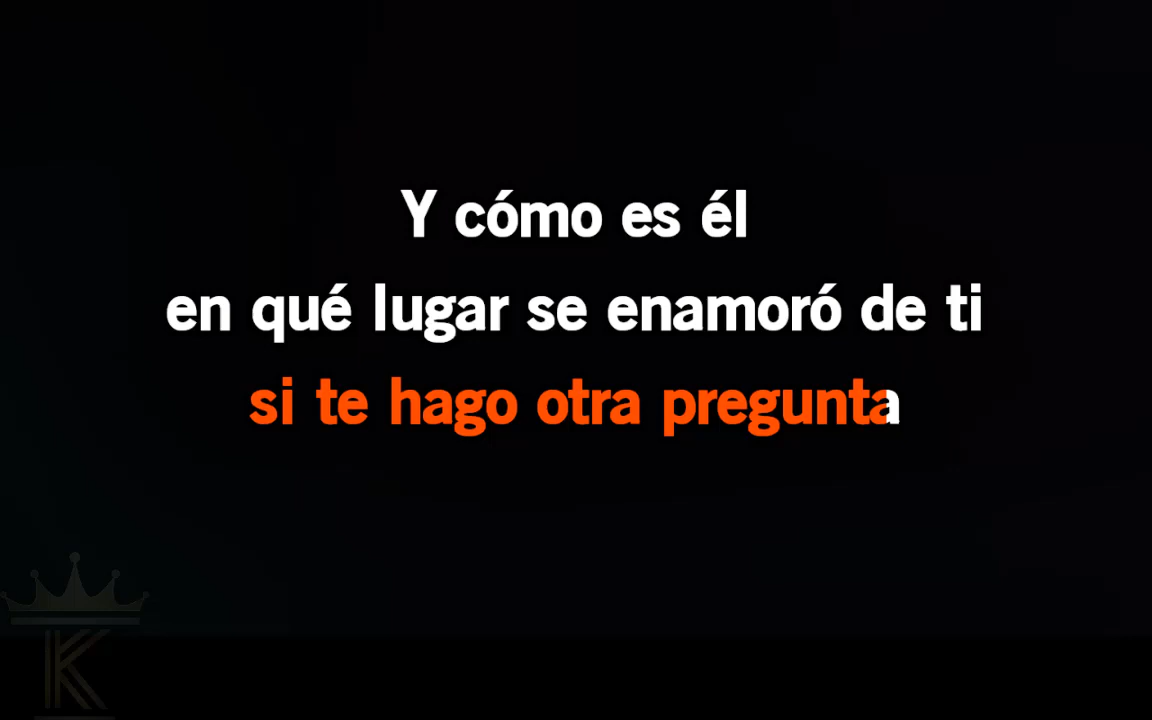 Y cómo es él
en qué lugar se enamoró de ti
si te hago otra pregunta
K